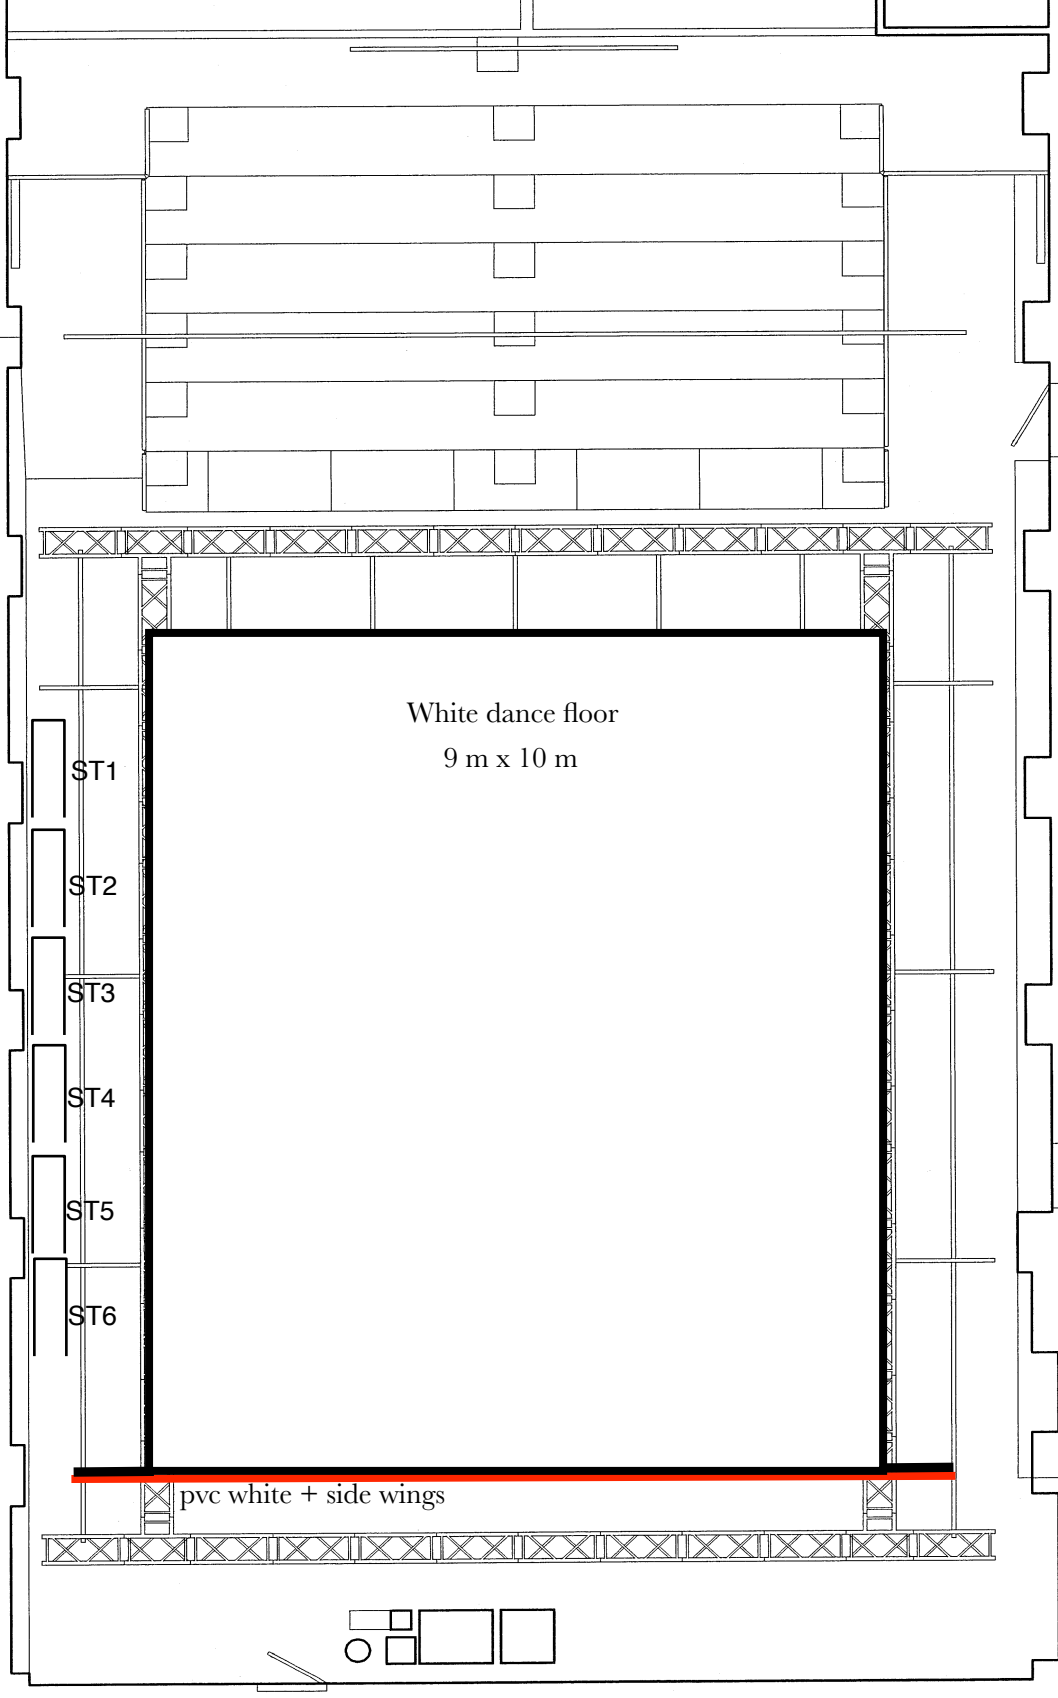 White dance floor
9 m x 10 m
ST1
ST2
ST3
ST4
ST5
ST6
pvc white + side wings